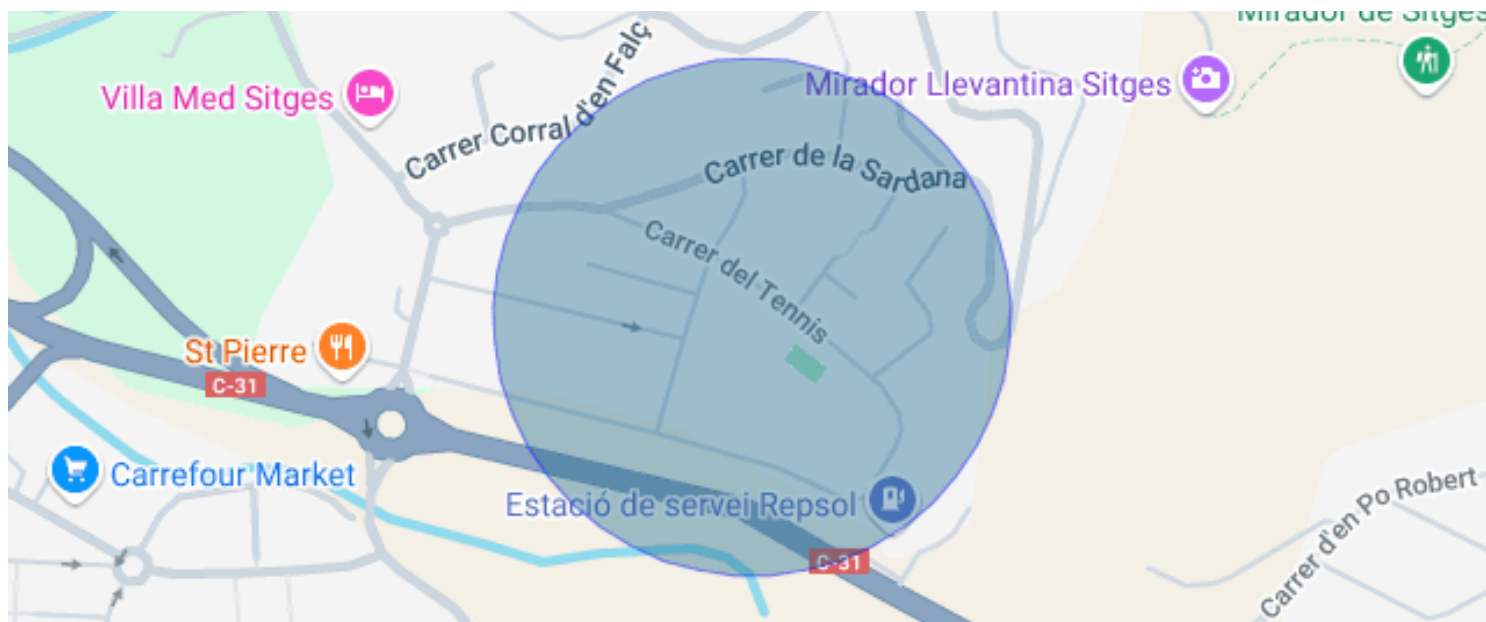 Mirador de Sitges
Villa Med Sitges
Mirador Llevantina Sitges
Carrer Corral d'en Falç
Carrer de la Sardana
Carrer del Tennis
St Pierre
C-31
Carrefour Market
Estació de servei Repsol
C-31
Carrer d'en Po Robert